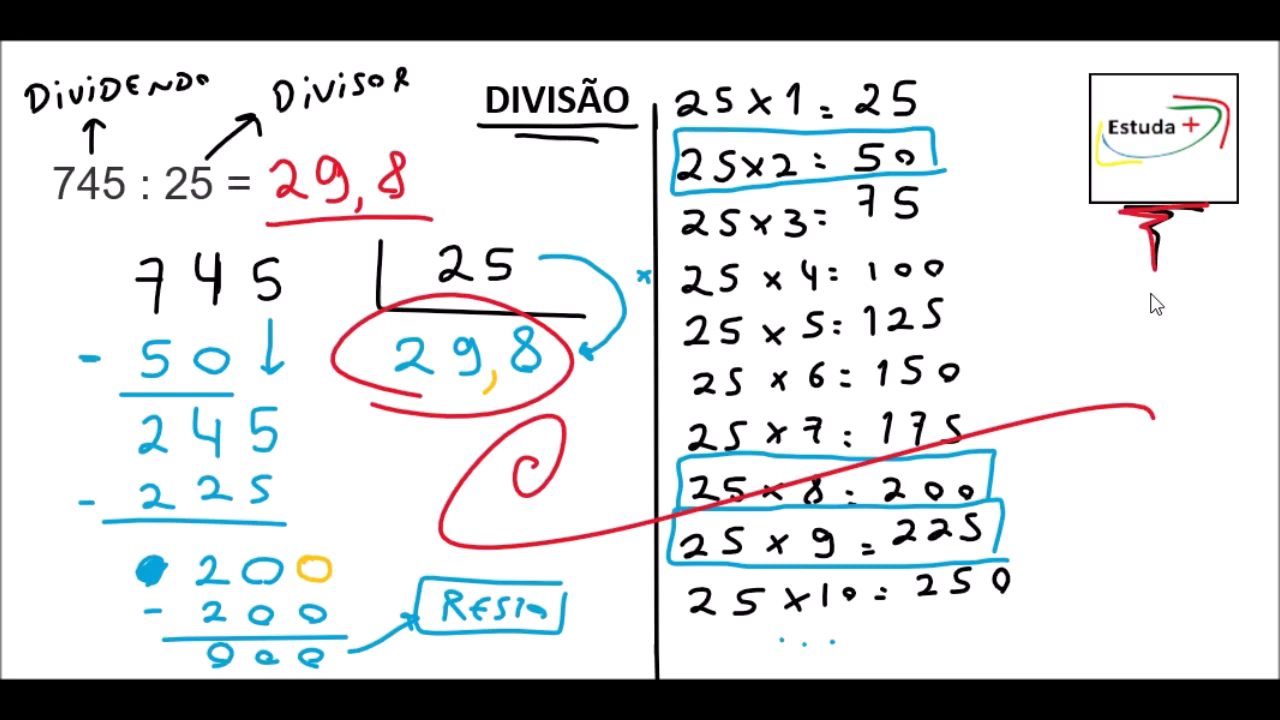 DiViDENDO
DiViSOR
745 : 25 = 29,8
745 25
29,8
- 50
245
- 225
200
- 200
000
RESTO
DIVISÃO
25 x 1 = 25
25 x 2 = 50
25 x 3 = 75
25 x 4 = 100
25 x 5 = 125
25 x 6 = 150
25 x 7 = 175
25 x 8 = 200
25 x 9 = 225
25 x 10 = 250
...
Estuda +